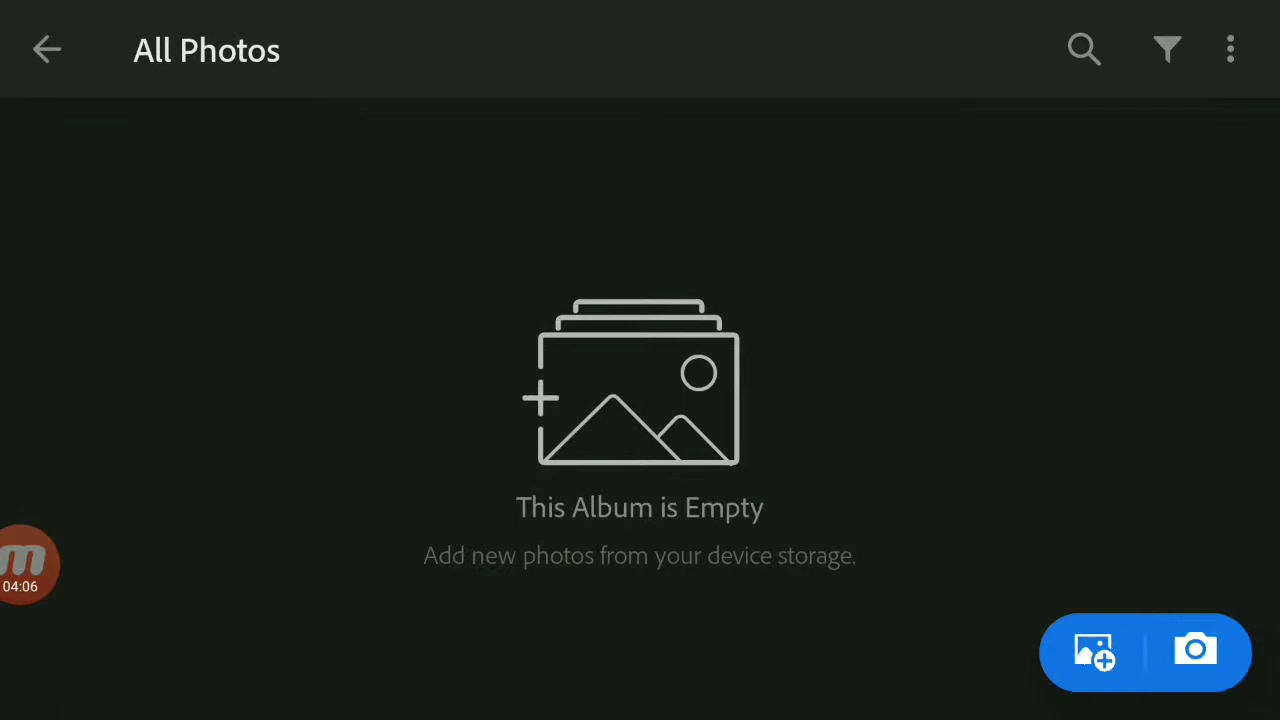 All Photos
This Album is Empty
Add new photos from your device storage.
m
04:06